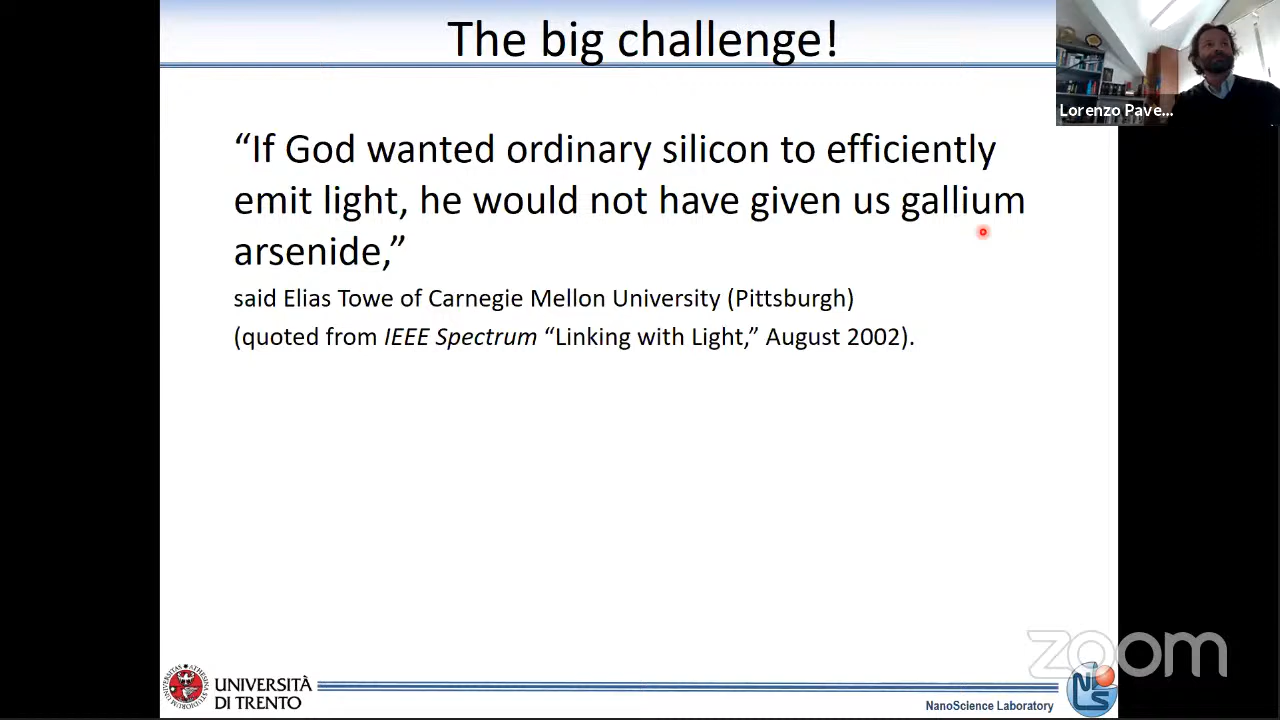 The big challenge!
Lorenzo Pave...
“If God wanted ordinary silicon to efficiently
emit light, he would not have given us gallium
arsenide,”
said Elias Towe of Carnegie Mellon University (Pittsburgh)
(quoted from IEEE Spectrum “Linking with Light,” August 2002).
zoom
UNIVERSITÀ
DI TRENTO
NanoScience Laboratory